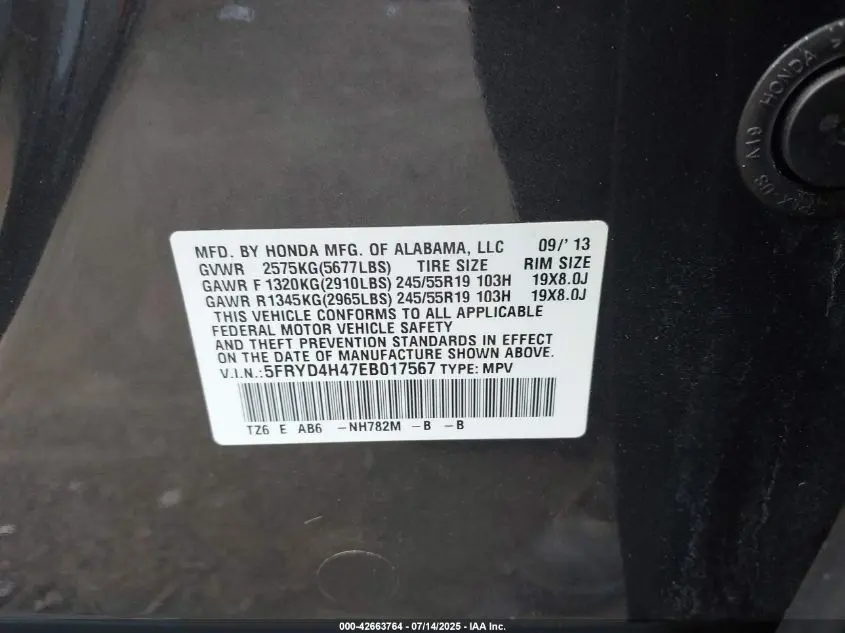 MFD. BY HONDA MFG. OF ALABAMA, LLC 09/' 13
GVWR 2575KG(5677LBS) TIRE SIZE RIM SIZE
GAWR F 1320KG(2910LBS) 245/55R19 103H 19X8.0J
GAWR R1345KG(2965LBS) 245/55R19 103H 19X8.0J
THIS VEHICLE CONFORMS TO ALL APPLICABLE
FEDERAL MOTOR VEHICLE SAFETY
AND THEFT PREVENTION STANDARDS IN EFFECT
ON THE DATE OF MANUFACTURE SHOWN ABOVE.
V.I.N.:5FRYD4H47EB017567 TYPE: MPV
TZ6 E AB6 -NH782M -B -B
HONDA
000-42663764 - 07/14/2025 - IAA Inc.